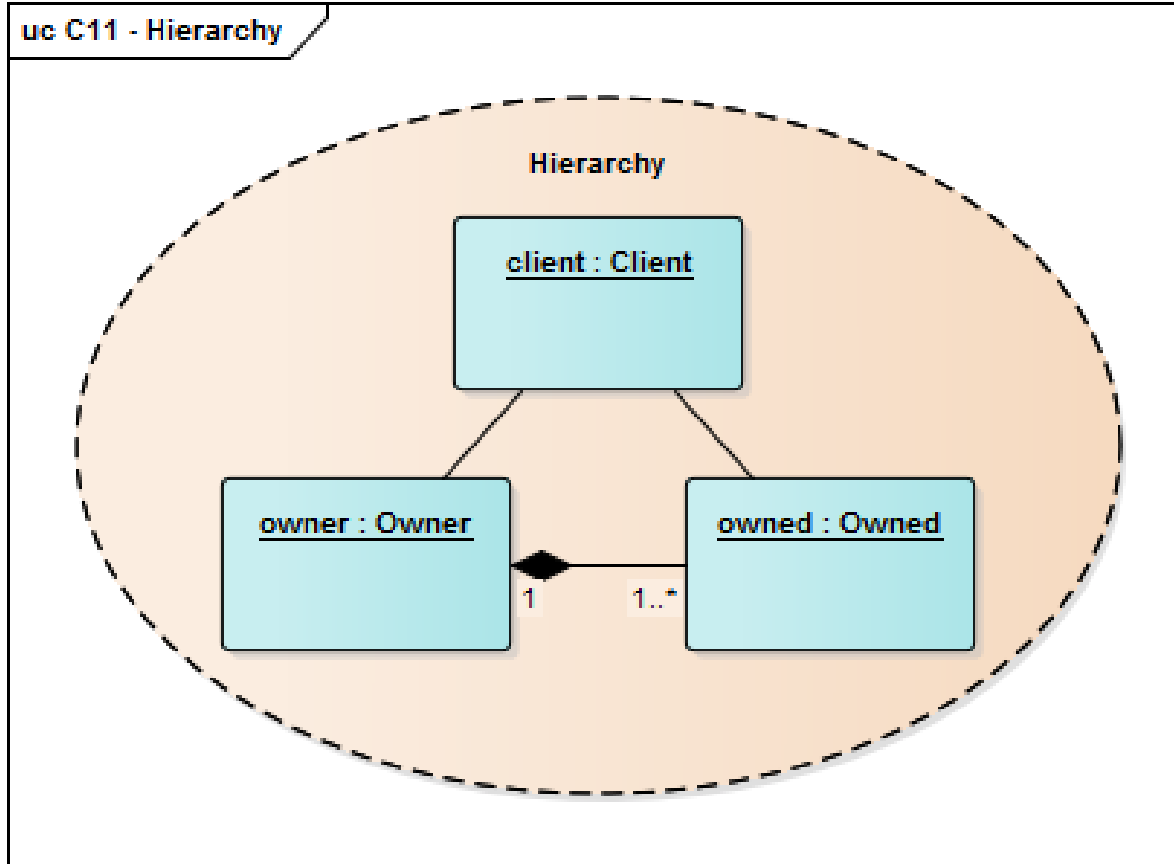 uc C11 - Hierarchy
Hierarchy
client : Client
owner : Owner
owned : Owned
1
1..*